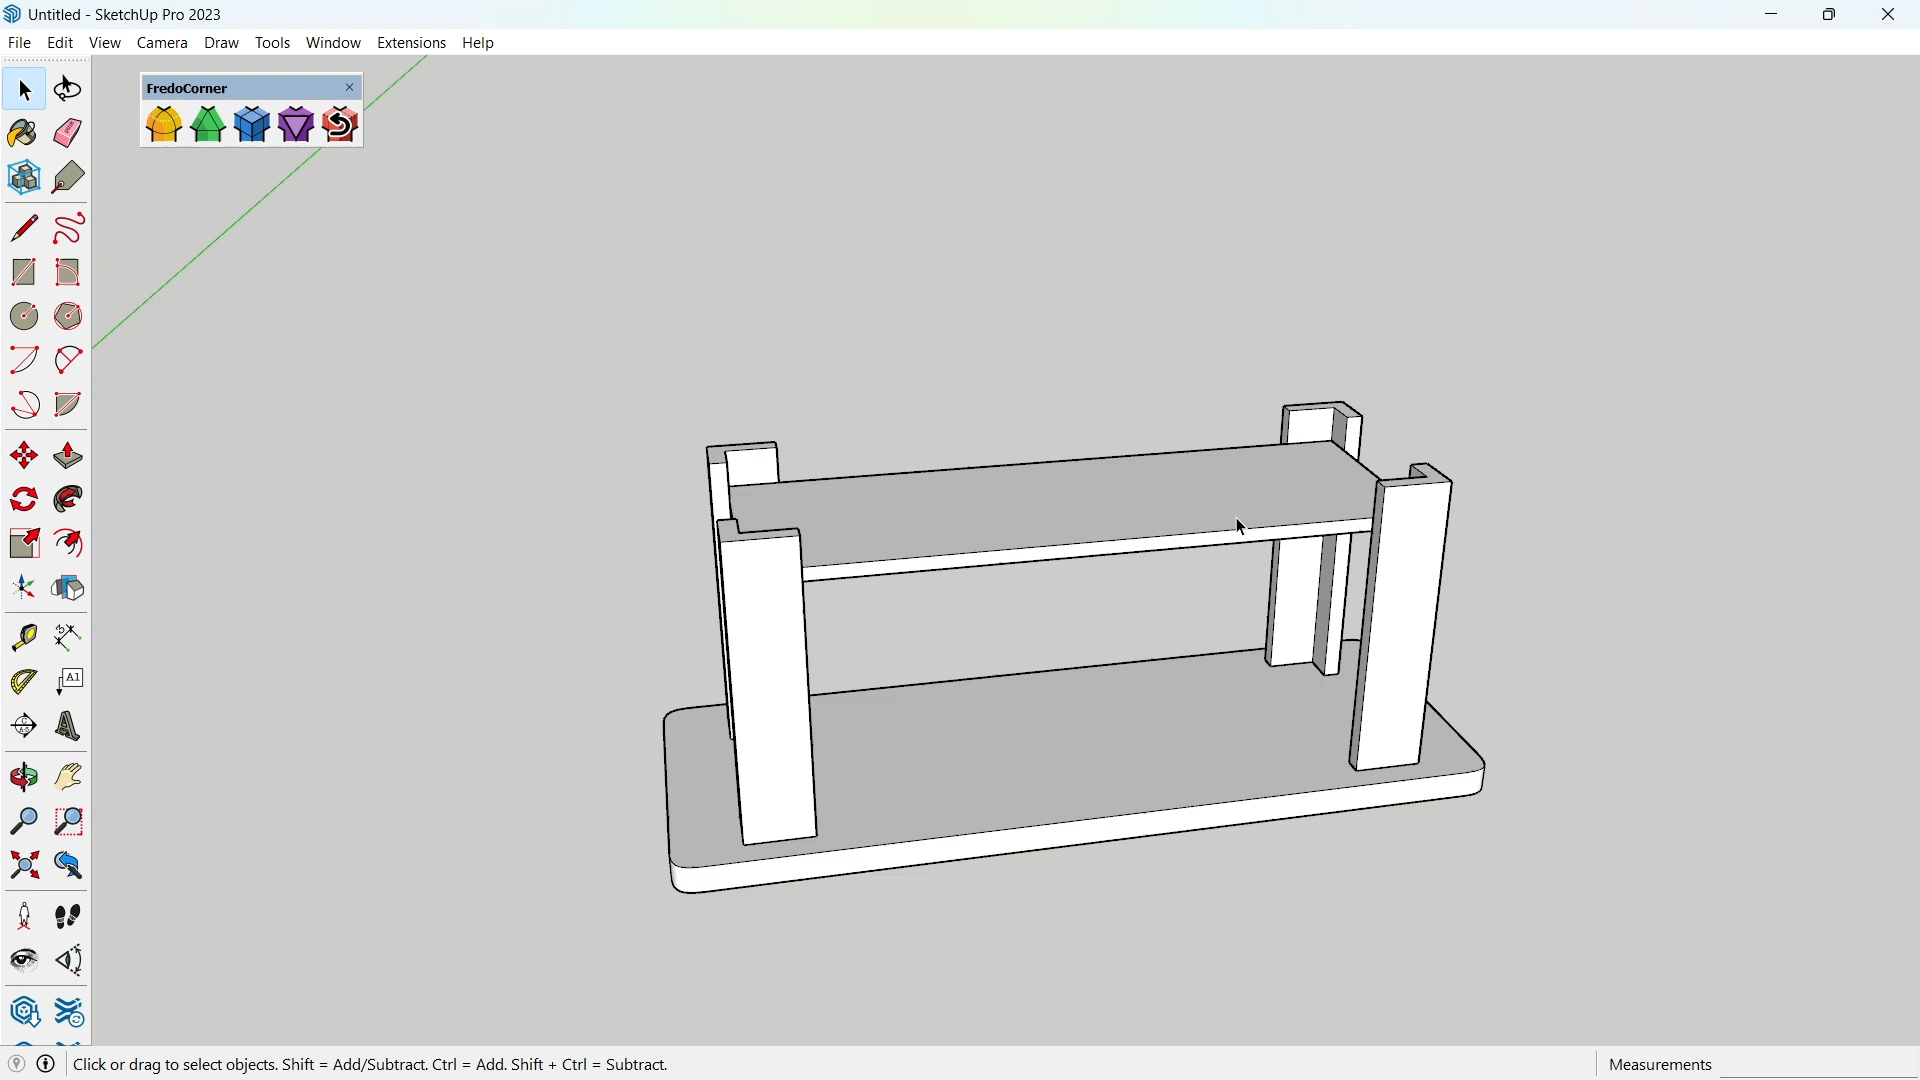 Untitled - SketchUp Pro 2023
File Edit View Camera Draw Tools Window Extensions Help
FredoCorner
A1
Click or drag to select objects. Shift = Add/Subtract. Ctrl = Add. Shift + Ctrl = Subtract.
Measurements